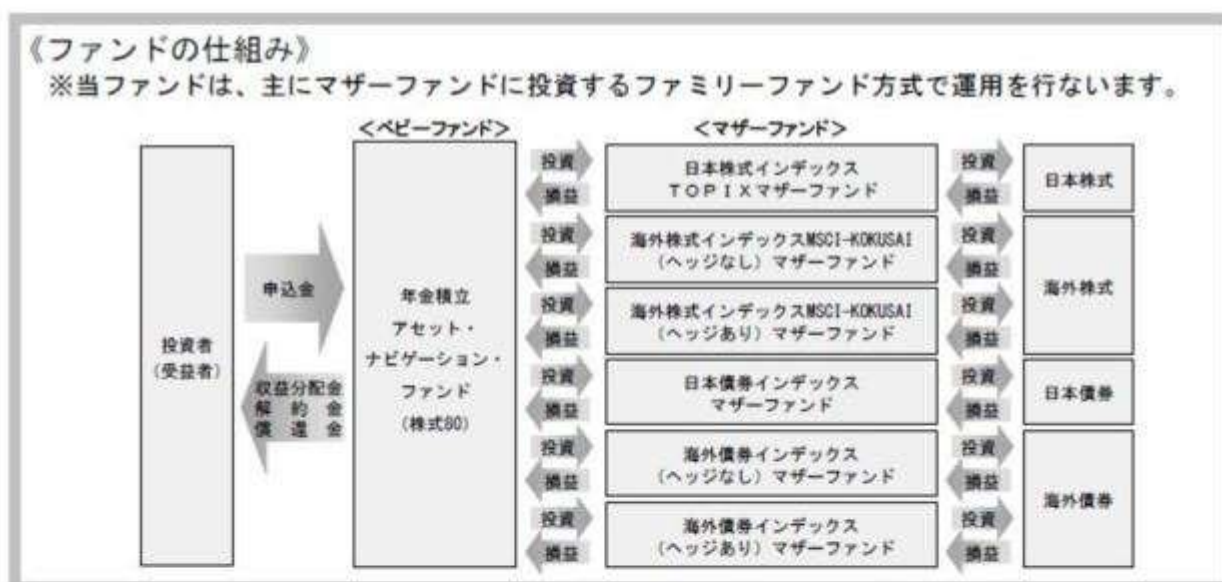 《ファンドの仕組み》
※当ファンドは、主にマザーファンドに投資するファミリーファンド方式で運用を行ないます。
<ベビーファンド>
<マザーファンド>
投資者
(受益者)
申込金
収益分配金
解約金
償還金
年金積立
アセット・
ナビゲーション・
ファンド
(株式80)
投資
損益
日本株式インデックス
TOPIXマザーファンド
投資
損益
日本株式
投資
損益
海外株式インデックスMSCI-KOKUSAI
(ヘッジなし)マザーファンド
投資
損益
海外株式
投資
損益
海外株式インデックスMSCI-KOKUSAI
(ヘッジあり)マザーファンド
投資
損益
投資
損益
日本債券インデックス
マザーファンド
投資
損益
日本債券
投資
損益
海外債券インデックス
(ヘッジなし)マザーファンド
投資
損益
海外債券
投資
損益
海外債券インデックス
(ヘッジあり)マザーファンド
投資
損益